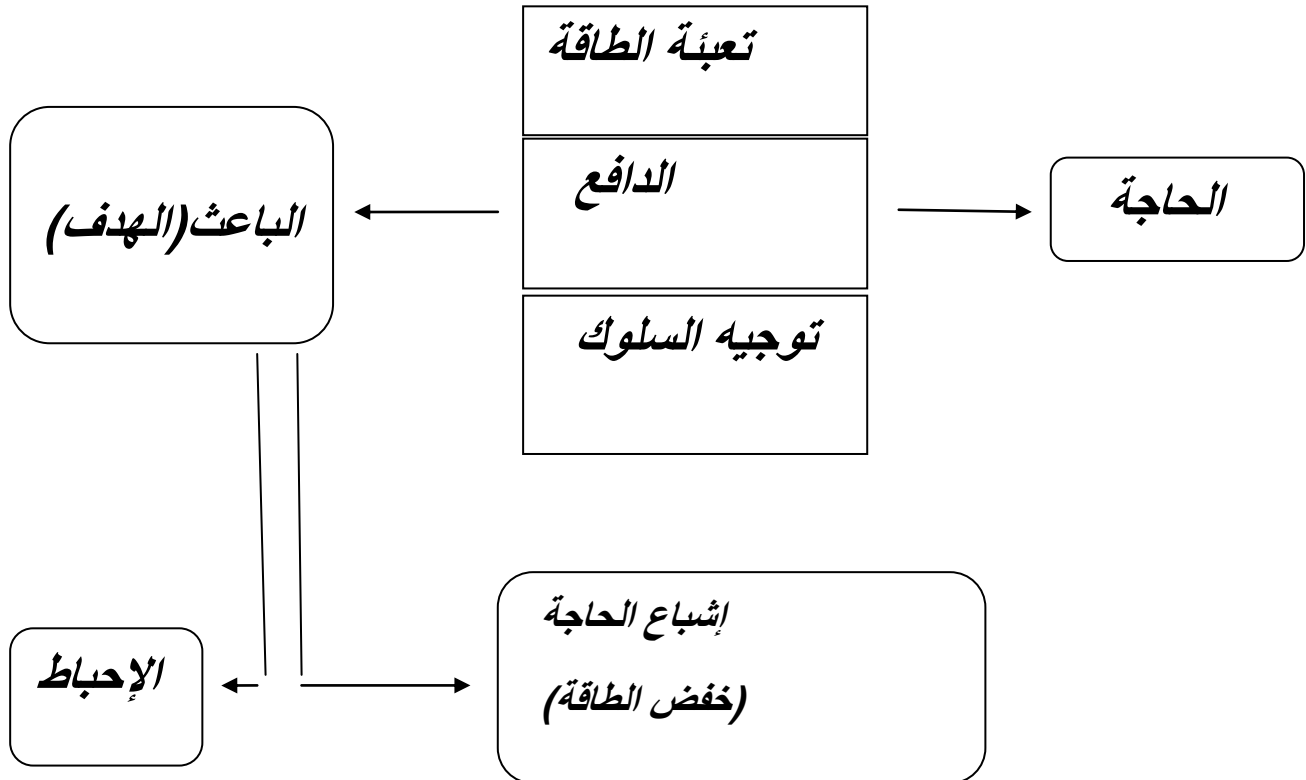 تعبئة الطاقة
الحاجة
الدافع
الباعث(الهدف)
توجيه السلوك
إشباع الحاجة
(خفض الطاقة)
الإحباط